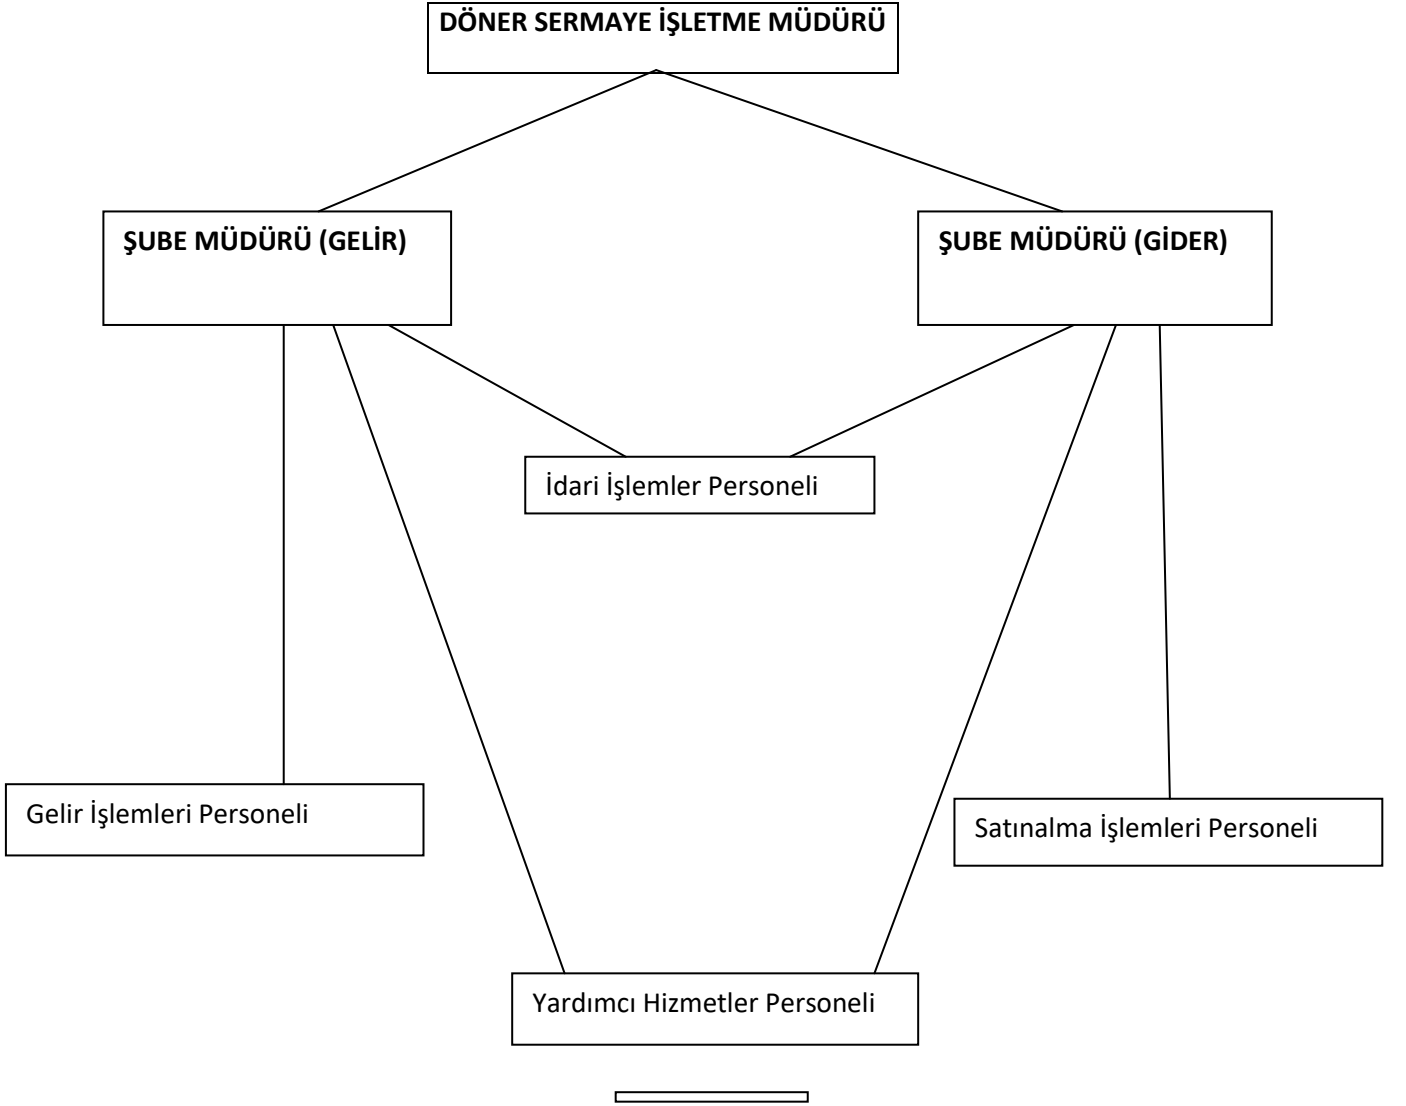 DÖNER SERMAYE İŞLETME MÜDÜRÜ
ŞUBE MÜDÜRÜ (GELİR)
ŞUBE MÜDÜRÜ (GİDER)
İdari İşlemler Personeli
Gelir İşlemleri Personeli
Satınalma İşlemleri Personeli
Yardımcı Hizmetler Personeli